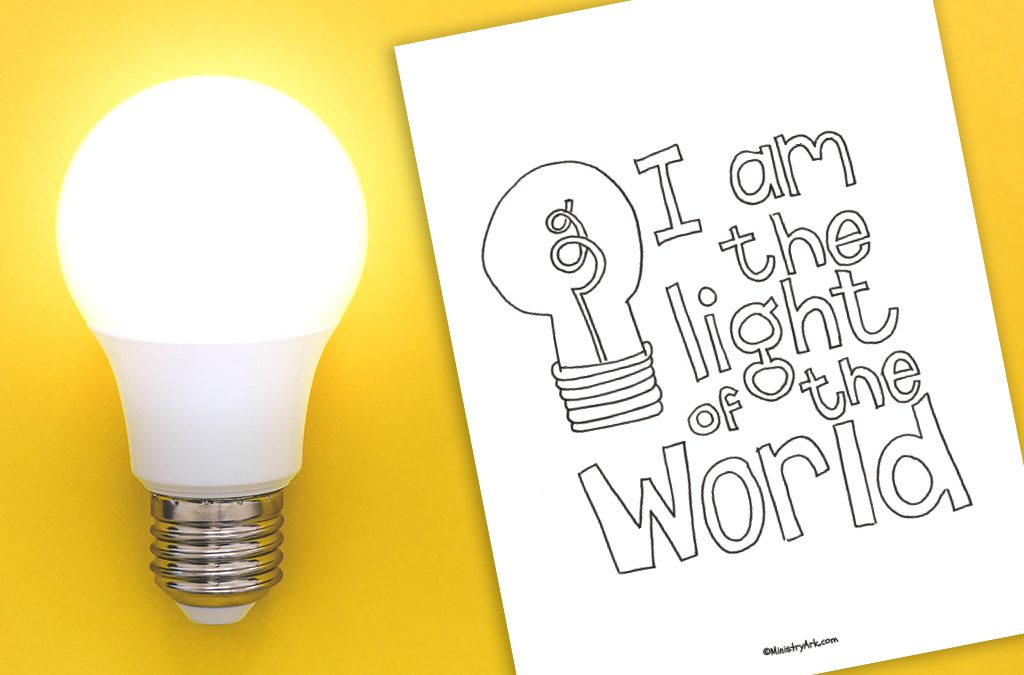 I am
the
light
of the
World
©MinistryArk.com